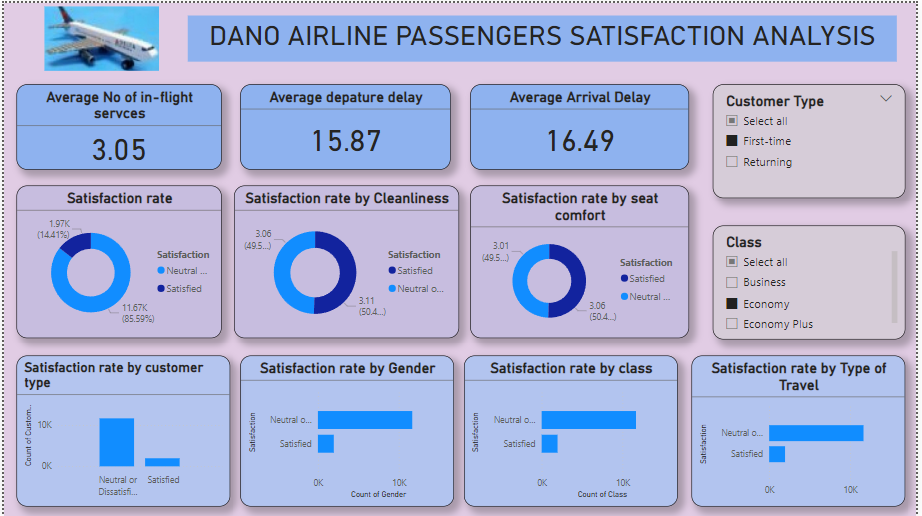 DANO AIRLINE PASSENGERS SATISFACTION ANALYSIS
Average No of in-flight
servces
3.05
Average depature delay
15.87
Average Arrival Delay
16.49
Customer Type
Select all
First-time
Returning
Satisfaction rate
1.97K
(14.41%)
11.67K
(85.59%)
Satisfaction
Neutral ...
Satisfied
Satisfaction rate by Cleanliness
3.06
(49.5...)
3.11
(50.4...)
Satisfaction
Satisfied
Neutral o...
Satisfaction rate by seat
comfort
3.01
(49.5...)
3.06
(50.4...)
Satisfaction
Satisfied
Neutral ...
Class
Select all
Business
Economy
Economy Plus
Satisfaction rate by customer
type
Count of Custom...
10K
0K
Neutral or
Dissatisfi...
Satisfied
Satisfaction rate by Gender
Satisfaction
Neutral o...
Satisfied
0K
10K
Count of Gender
Satisfaction rate by class
Satisfaction
Neutral o...
Satisfied
0K
10K
Count of Class
Satisfaction rate by Type of
Travel
Satisfaction
Neutral o...
Satisfied
0K
10K